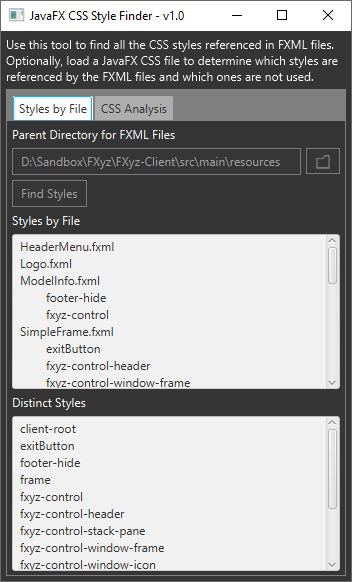 JavaFX CSS Style Finder - v1.0
Use this tool to find all the CSS styles referenced in FXML files.
Optionally, load a JavaFX CSS file to determine which styles are
referenced by the FXML files and which ones are not used.
Styles by File CSS Analysis
Parent Directory for FXML Files
D:\Sandbox\FXyz\FXyz-Client\src\main\resources
Find Styles
Styles by File
HeaderMenu.fxml
Logo.fxml
ModelInfo.fxml
footer-hide
fxyz-control
SimpleFrame.fxml
exitButton
fxyz-control-header
fxyz-control-window-frame
Distinct Styles
client-root
exitButton
footer-hide
frame
fxyz-control
fxyz-control-header
fxyz-control-stack-pane
fxyz-control-window-frame
fxyz-control-window-icon